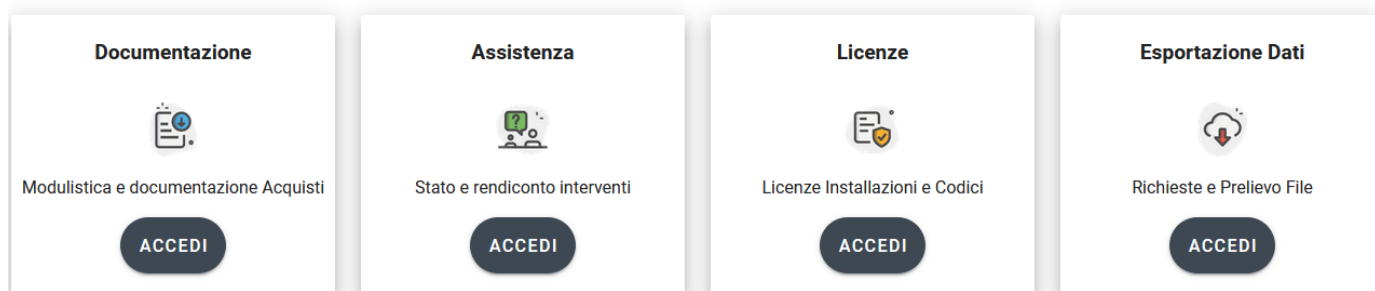 Documentazione
Modulistica e documentazione Acquisti
ACCEDI
Assistenza
?
Stato e rendiconto interventi
ACCEDI
Licenze
Licenze Installazioni e Codici
ACCEDI
Esportazione Dati
Richieste e Prelievo File
ACCEDI